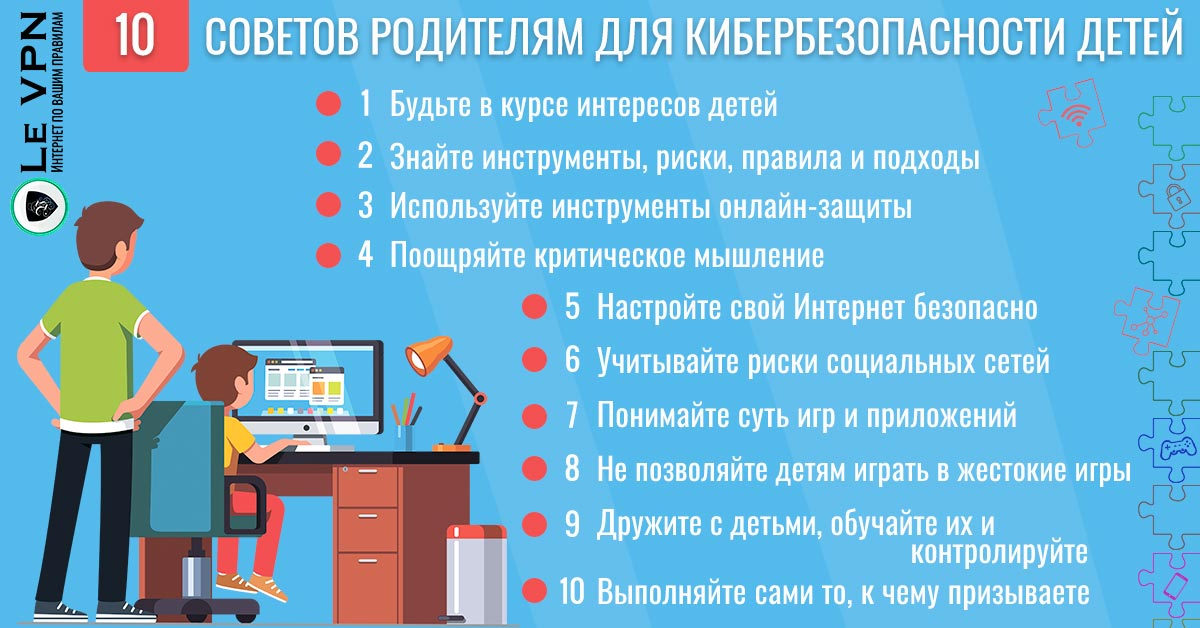 LE VPN
ИНТЕРНЕТ ПО ВАШИМ ПРАВИЛАМ
10 СОВЕТОВ РОДИТЕЛЯМ ДЛЯ КИБЕРБЕЗОПАСНОСТИ ДЕТЕЙ
1 Будьте в курсе интересов детей
2 Знайте инструменты, риски, правила и подходы
3 Используйте инструменты онлайн-защиты
4 Поощряйте критическое мышление
5 Настройте свой Интернет безопасно
6 Учитывайте риски социальных сетей
7 Понимайте суть игр и приложений
8 Не позволяйте детям играть в жестокие игры
9 Дружите с детьми, обучайте их и
контролируйте
10 Выполняйте сами то, к чему призываете